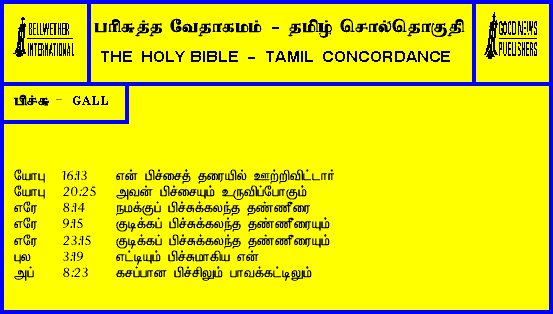 BELLWETHER
INTERNATIONAL
பரிசுத்த வேதாகமம் - தமிழ் சொல்தொகுதி
THE HOLY BIBLE - TAMIL CONCORDANCE
GOOD NEWS
PUBLISHERS
பிச்சு - GALL
யோபு 16:13 என் பிச்சைத் தரையில் ஊற்றிவிட்டார்
யோபு 20:25 அவன் பிச்சையும் உருவிப்போகும்
எரே 8:14 நமக்குப் பிச்சுக்கலந்த தண்ணீரை
எரே 9:15 குடிக்கப் பிச்சுக்கலந்த தண்ணீரையும்
எரே 23:15 குடிக்கப் பிச்சுக்கலந்த தண்ணீரையும்
புல 3:19 எட்டியும் பிச்சுமாகிய என்
அப் 8:23 கசப்பான பிச்சிலும் பாவக்கட்டிலும்